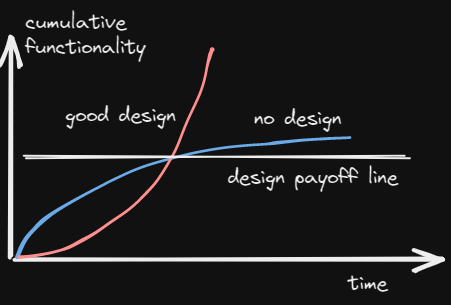 cumulative
functionality
good design
no design
design payoff line
time